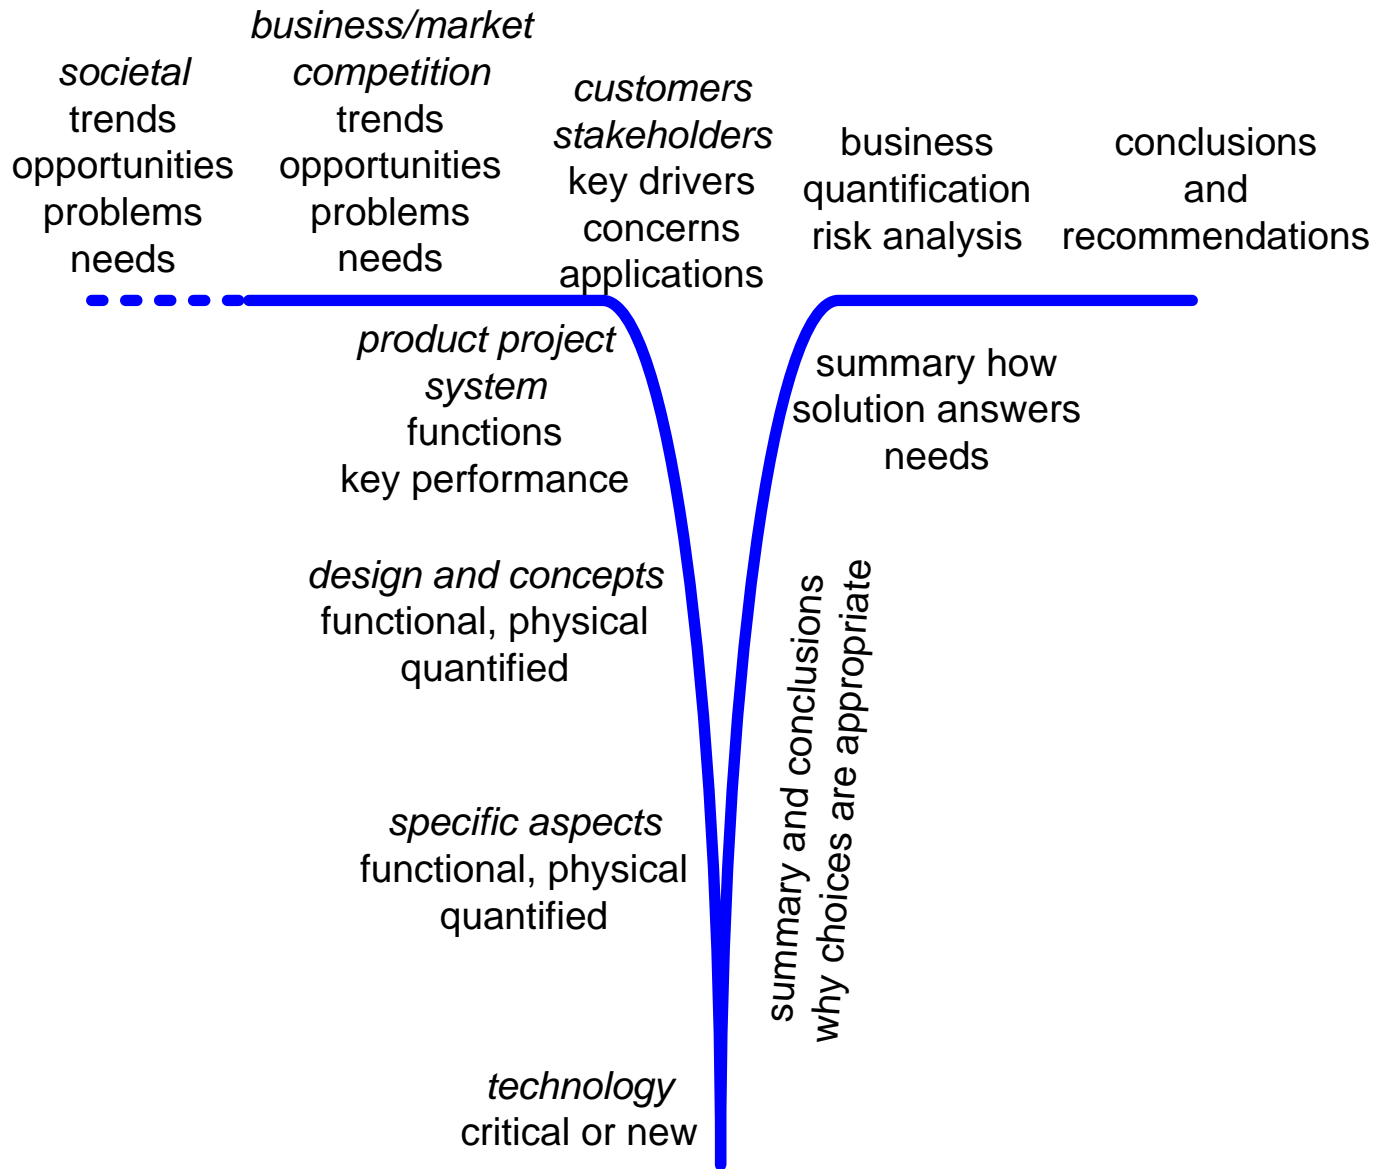 societal
trends
opportunities
problems
needs
business/market
competition
trends
opportunities
problems
needs
customers
stakeholders
key drivers
concerns
applications
business
quantification
risk analysis
conclusions
and
recommendations
product project
system
functions
key performance
summary how
solution answers
needs
design and concepts
functional, physical
quantified
specific aspects
functional, physical
quantified
summary and conclusions
why choices are appropriate
technology
critical or new